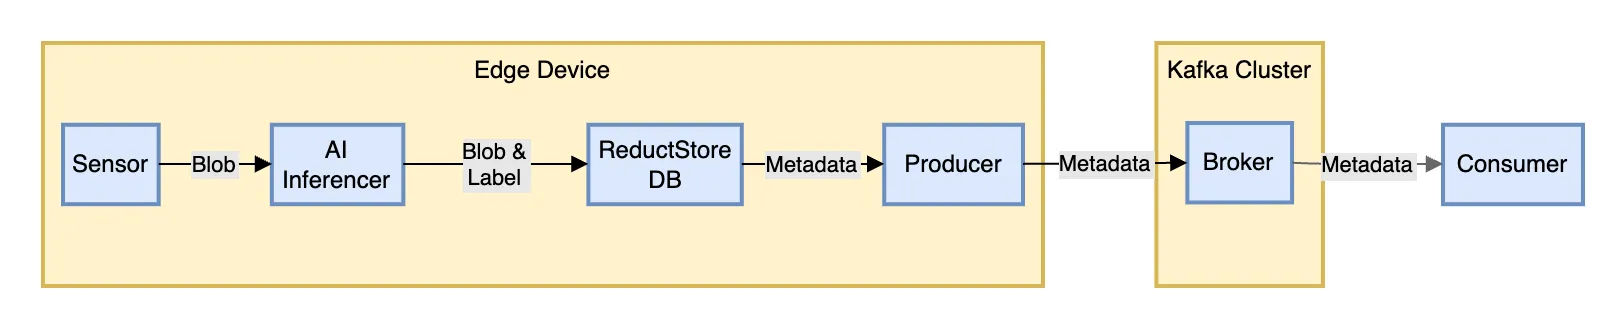 Edge Device
Kafka Cluster
Sensor
Blob
AI
Inferencer
Blob &
Label
ReductStore
DB
Metadata
Producer
Metadata
Broker
Metadata
Consumer